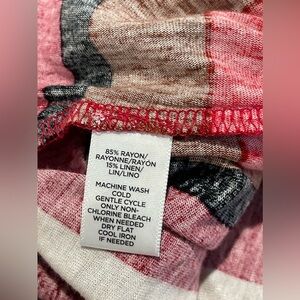 85% RAYON/
RAYONNE/RAYÓN
15% LINEN/
LIN/LINO
MACHINE WASH
COLD
GENTLE CYCLE
ONLY NON-
CHLORINE BLEACH
WHEN NEEDED
DRY FLAT
COOL IRON
IF NEEDED